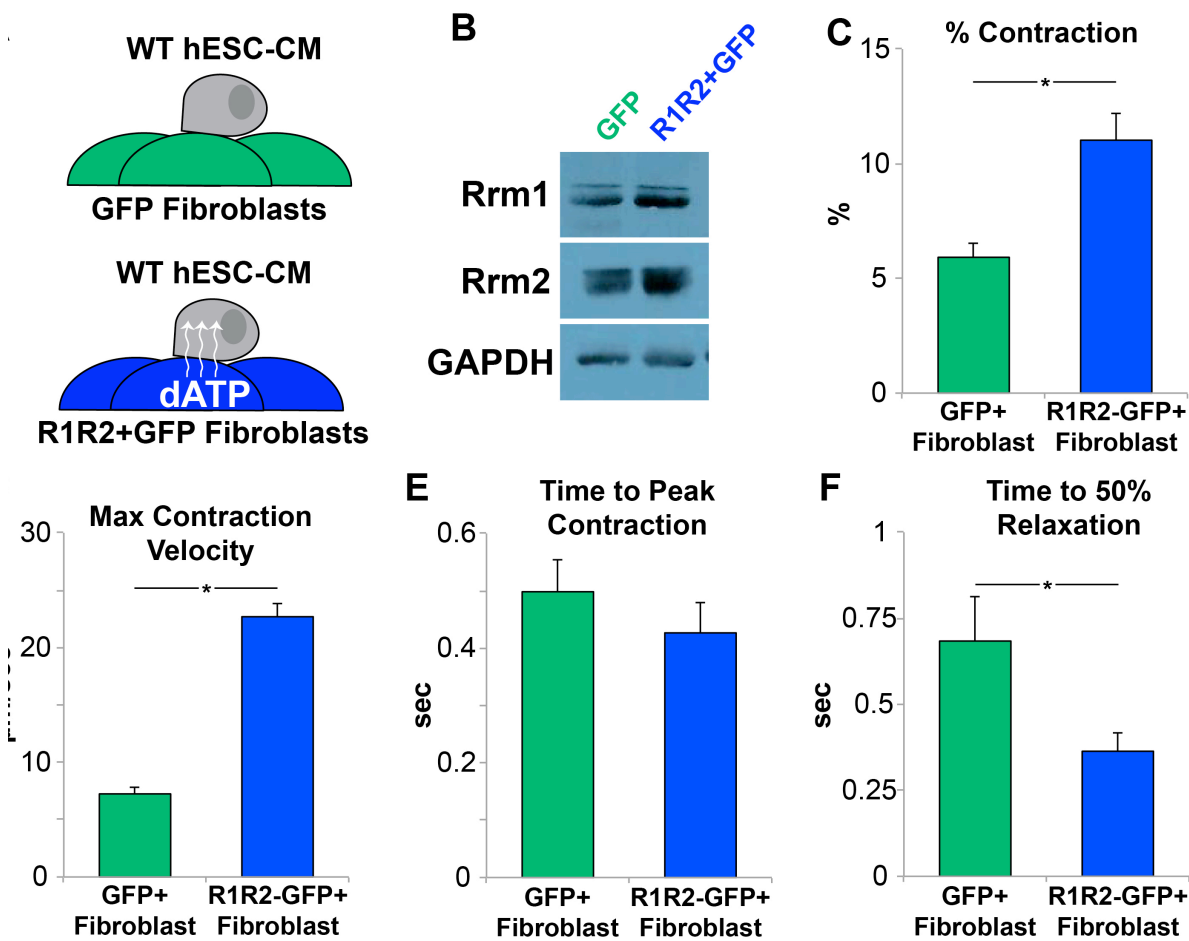 WT hESC-CM
GFP Fibroblasts
WT hESC-CM
dATP
R1R2+GFP Fibroblasts
B
GFP
R1R2+GFP
Rrm1
Rrm2
GAPDH
C
% Contraction
*
15
10
5
0
%
GFP+
Fibroblast
R1R2-GFP+
Fibroblast
Max Contraction
Velocity
*
30
20
10
0
GFP+
Fibroblast
R1R2-GFP+
Fibroblast
E
Time to Peak
Contraction
0.6
0.4
0.2
0
sec
GFP+
Fibroblast
R1R2-GFP+
Fibroblast
F
Time to 50%
Relaxation
*
1
0.75
0.5
0.25
0
sec
GFP+
Fibroblast
R1R2-GFP+
Fibroblast